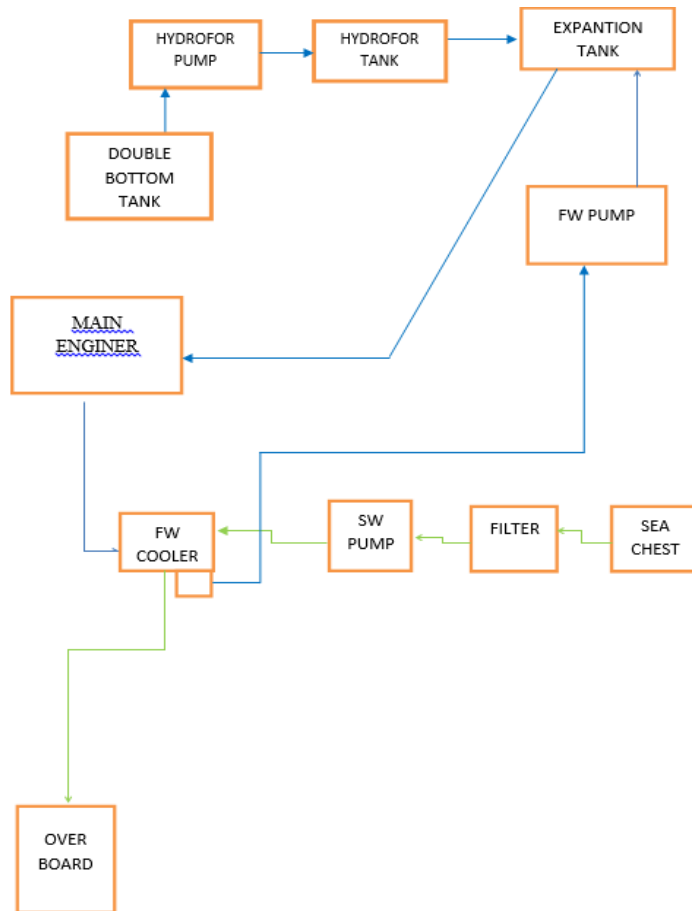 HYDROFOR
PUMP
HYDROFOR
TANK
EXPANTION
TANK
DOUBLE
BOTTOM
TANK
FW PUMP
MAIN
ENGINER
FW
COOLER
SW
PUMP
FILTER
SEA
CHEST
OVER
BOARD